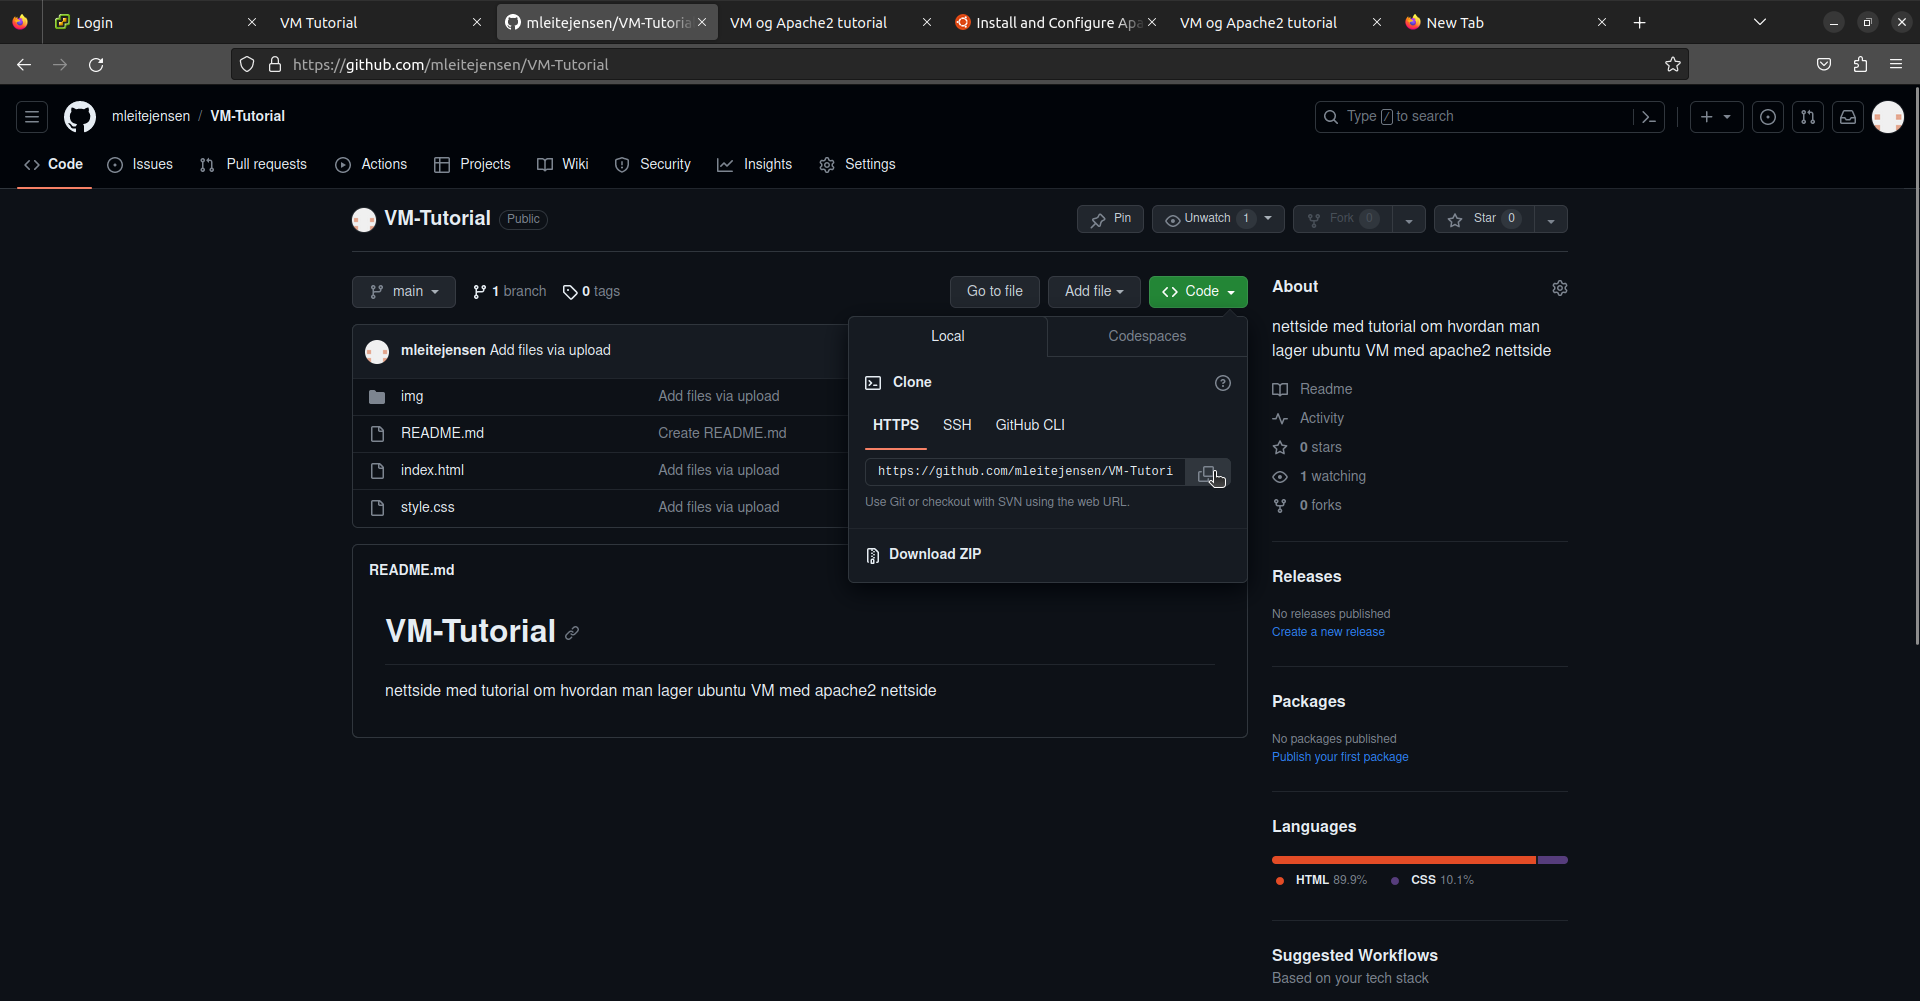 Login
VM Tutorial
mleitejensen/VM-Tutoria
VM og Apache2 tutorial
Install and Configure Apa
VM og Apache2 tutorial
New Tab
https://github.com/mleitejensen/VM-Tutorial
mleitejensen / VM-Tutorial
Type / to search
Code
Issues
Pull requests
Actions
Projects
Wiki
Security
Insights
Settings
VM-Tutorial
Public
Pin
Unwatch 1
Fork 0
Star 0
main
1 branch
0 tags
Go to file
Add file
Code
mleitejensen Add files via upload
img Add files via upload
README.md Create README.md
index.html Add files via upload
style.css Add files via upload
Local
Codespaces
Clone
HTTPS
SSH
GitHub CLI
https://github.com/mleitejensen/VM-Tutori
Use Git or checkout with SVN using the web URL.
Download ZIP
README.md
VM-Tutorial
nettside med tutorial om hvordan man lager ubuntu VM med apache2 nettside
About
nettside med tutorial om hvordan man
lager ubuntu VM med apache2 nettside
Readme
Activity
0 stars
1 watching
0 forks
Releases
No releases published
Create a new release
Packages
No packages published
Publish your first package
Languages
HTML 89.9%
CSS 10.1%
Suggested Workflows
Based on your tech stack